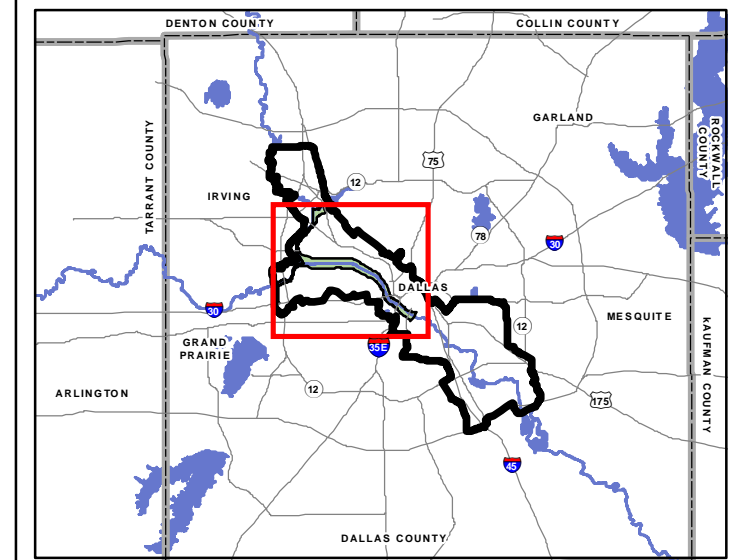 DENTON COUNTY
COLLIN COUNTY
TARRANT COUNTY
GARLAND
ROCKWALL
COUNTY
75
12
IRVING
78
30
DALLAS
30
MESQUITE
12
GRAND
PRAIRIE
35E
KAUFMAN COUNTY
ARLINGTON
12
175
45
DALLAS COUNTY